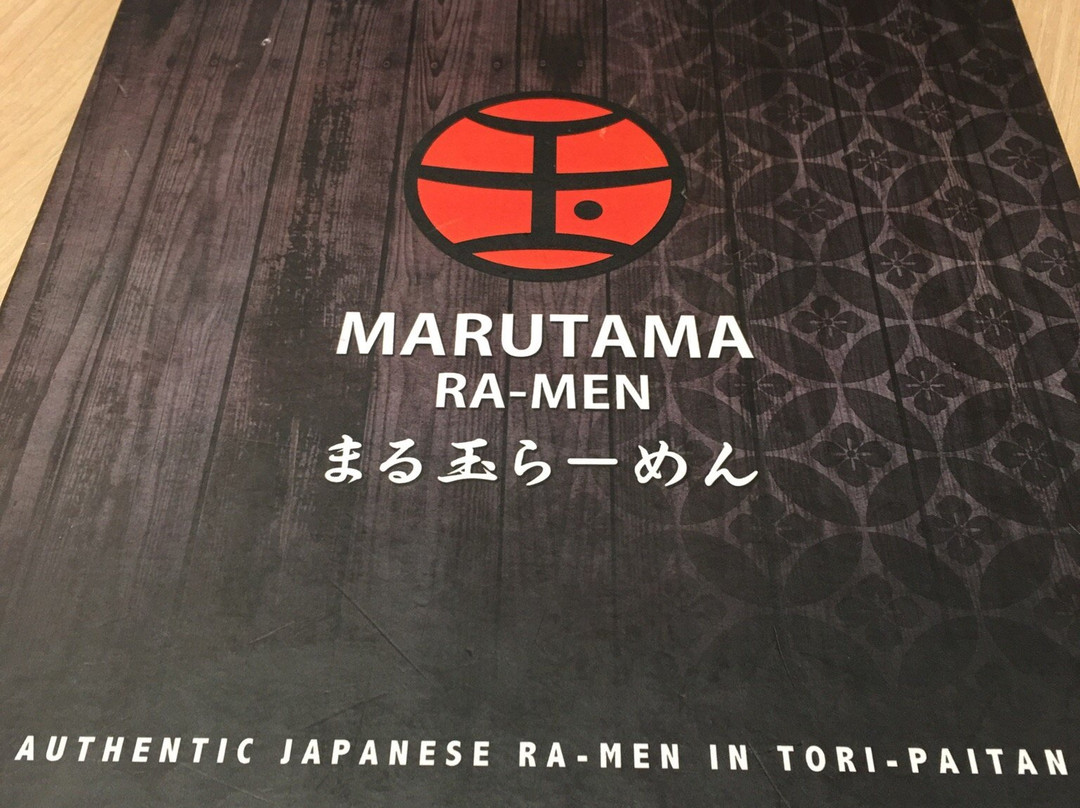 玉
MARUTAMA
RA-MEN
まる玉らーめん
AUTHENTIC JAPANESE RA-MEN IN TORI-PAITAN